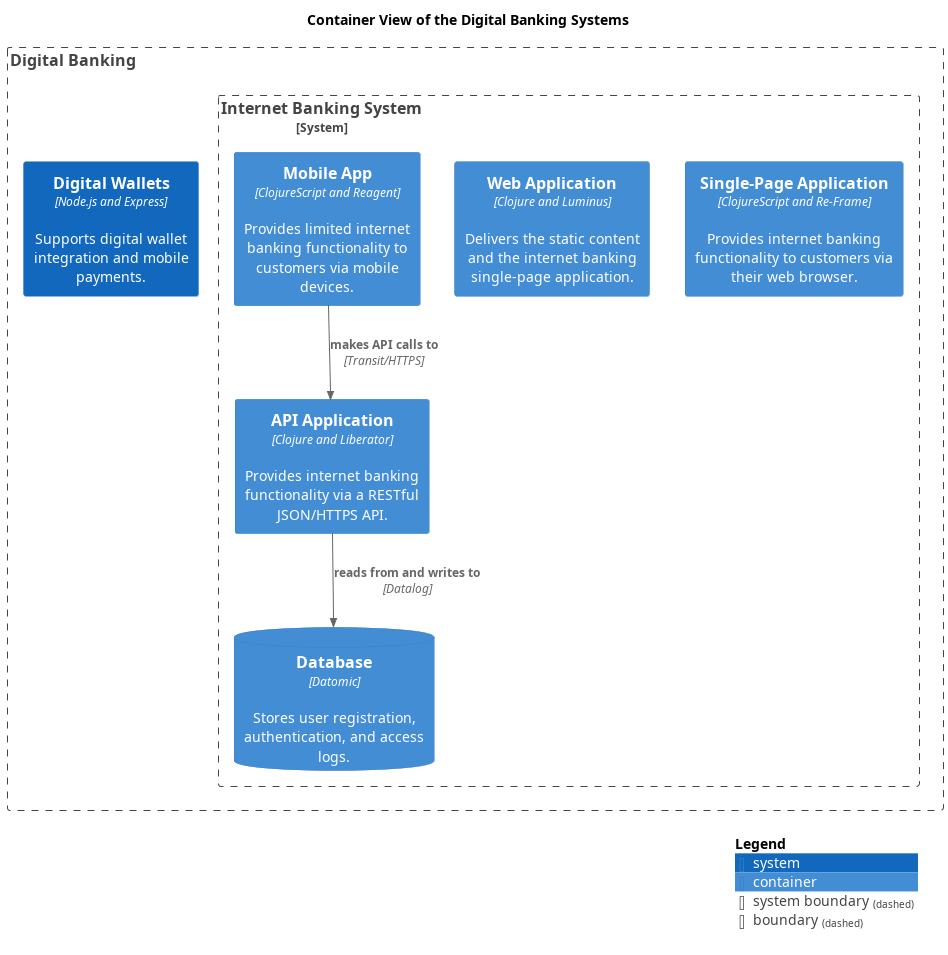 Container View of the Digital Banking Systems
Digital Banking
Internet Banking System
[System]
Digital Wallets
[Node.js and Express]
Supports digital wallet
integration and mobile
payments.
Mobile App
[ClojureScript and Reagent]
Provides limited internet
banking functionality to
customers via mobile
devices.
Web Application
[Clojure and Luminus]
Delivers the static content
and the internet banking
single-page application.
Single-Page Application
[ClojureScript and Re-Frame]
Provides internet banking
functionality to customers via
their web browser.
makes API calls to
[Transit/HTTPS]
API Application
[Clojure and Liberator]
Provides internet banking
functionality via a RESTful
JSON/HTTPS API.
reads from and writes to
[Datalog]
Database
[Datomic]
Stores user registration,
authentication, and access
logs.
Legend
system
container
system boundary (dashed)
boundary (dashed)